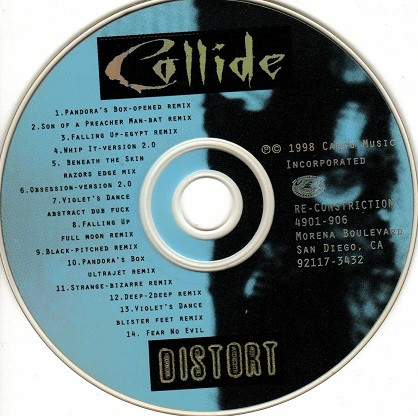 Collide
1.Pandora's Box-opened remix
2.Son of a Preacher Man-bat remix
3.Falling Up-egypt remix
4.Whip It-version 2.0
5. Beneath the Skin
razors edge mix
6.Obsession-version 2.0
7.Violet's Dance
abstract dub fuck
8.Falling Up
full moon remix
9.Black-pitched remix
10.Pandora's Box
ultrajet remix
11.Strange-bizarre remix
12.Deep-2deep remix
13.Violet's Dance
blister feet remix
14. Fear No Evil
℗© 1998 Cargo Music
Incorporated
Re-Constriction
4901-906
Morena Boulevard
San Diego, CA
92117-3432
DISTORT